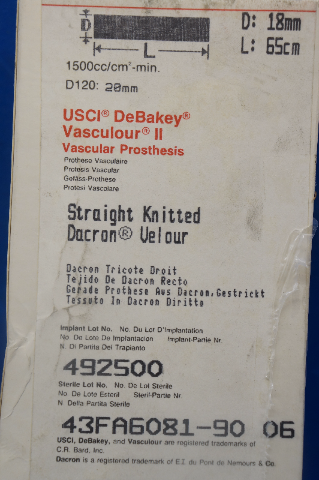 D
L
D: 18mm
L: 65cm
1500cc/cm²-min.
D120: 20mm
USCI® DeBakey®
Vasculour® II
Vascular Prosthesis
Prothese Vasculaire
Protesis Vascular
Gefäss-Prothese
Protesi Vascolare
Straight Knitted
Dacron® Velour
Dacron Tricote Droit
Tejido De Dacron Recto
Gerade Prothese Aus Dacron,Gestrickt
Tessuto In Dacron Diritto
Implant Lot No. No. Du Lot D'Implantation
No. De Lote De Implantacion Implant-Partie Nr.
N. Di Partita Del Trapianto
492500
Sterile Lot No. No. Du Lot Sterile
No. De Lote Esteril Steril-Partie Nr.
N. Della Partita Sterile
43FA6081-90 06
USCI, DeBakey, and Vasculour are registered trademarks of
C.R. Bard, Inc.
Dacron is a registered trademark of E.I. du Pont de Nemours & Co.